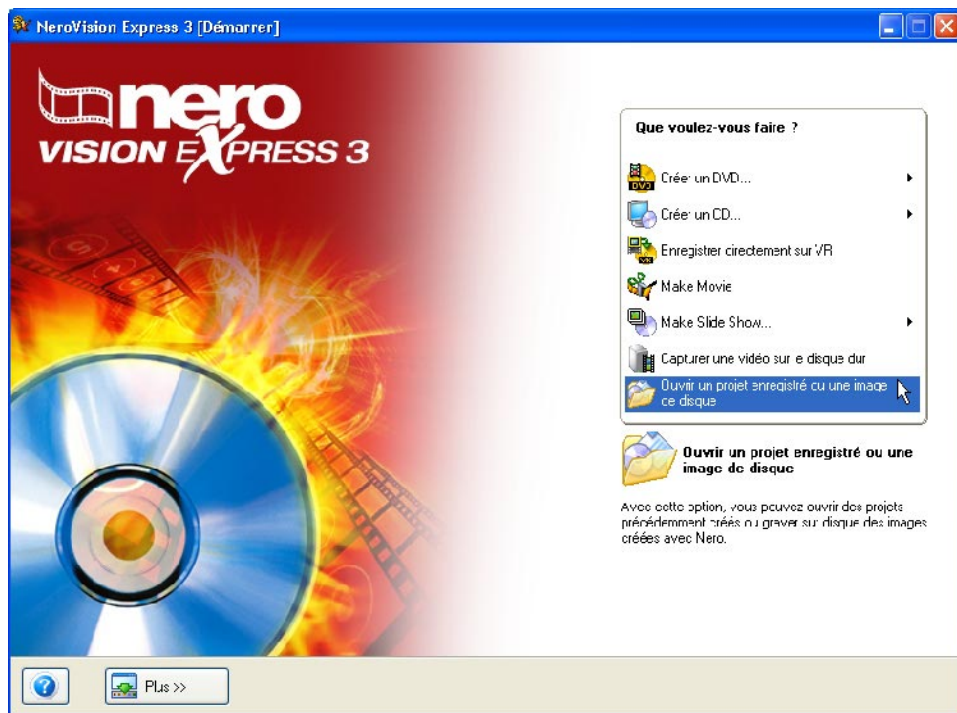 NeroVision Express 3 [Démarrer]
nero
VISION EXPRESS 3
Que voulez-vous faire ?
Créer un DVD...
Créer un CD...
Enregistrer directement sur VR
Make Movie
Make Slide Show...
Capturer une vidéo sur le disque dur
Ouvrir un projet enregistré ou une image
de disque
Ouvrir un projet enregistré ou une
image de disque
Avec cette option, vous pouvez ouvrir des projets
précédemment créés ou graver sur disque des images
créées avec Nero.
Plus >>